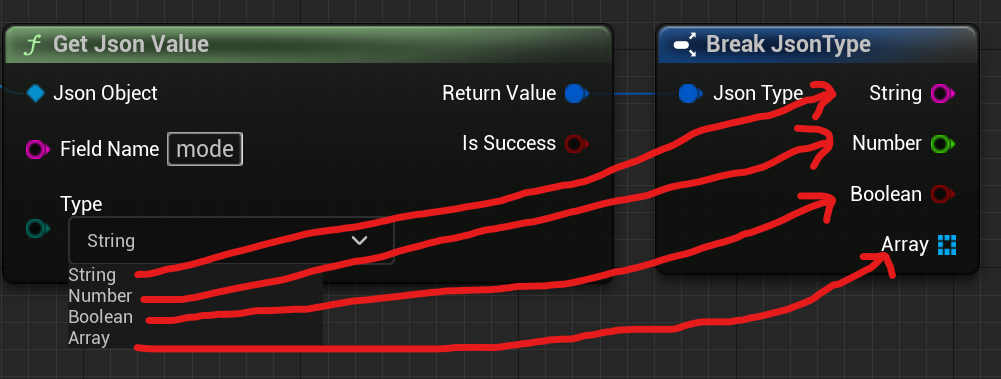 f Get Json Value
Json Object
Return Value
Field Name mode
Is Success
Type
String
String
Number
Boolean
Array
Break JsonType
Json Type
String
Number
Boolean
Array